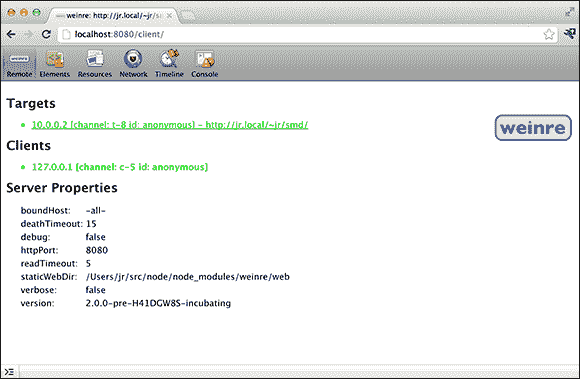 weinre: http://jr.local/~jr/sm
localhost:8080/client/
weinre
Remote Elements Resources Network Timeline Console
Targets
10.0.0.2 [channel: t-8 id: anonymous] - http://jr.local/~jr/smd/
weinre
Clients
127.0.0.1 [channel: c-5 id: anonymous]
Server Properties
boundHost: -all-
deathTimeout: 15
debug: false
httpPort: 8080
readTimeout: 5
staticWebDir: /Users/jr/src/node/node_modules/weinre/web
verbose: false
version: 2.0.0-pre-H41DGW8S-incubating